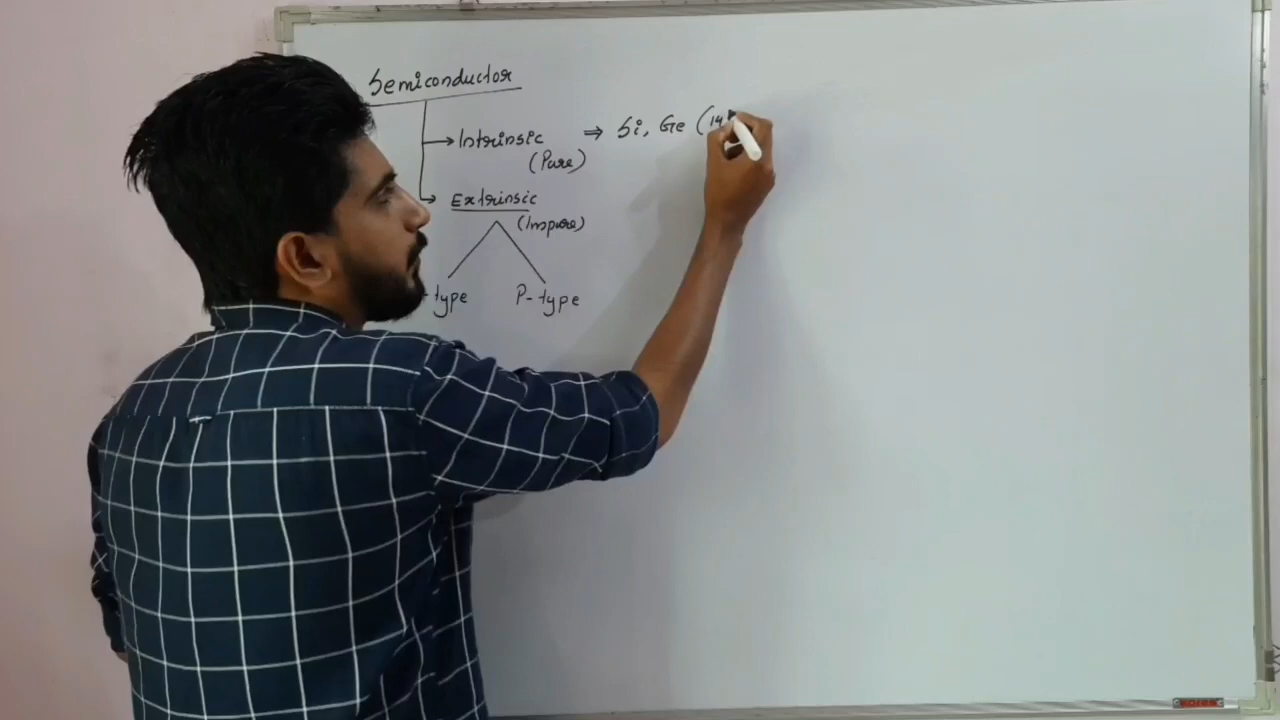 Semiconductor
Intrinsic ⇒ Si, Ge (14
(Pure)
Extrinsic
(Impure)
-type P-type